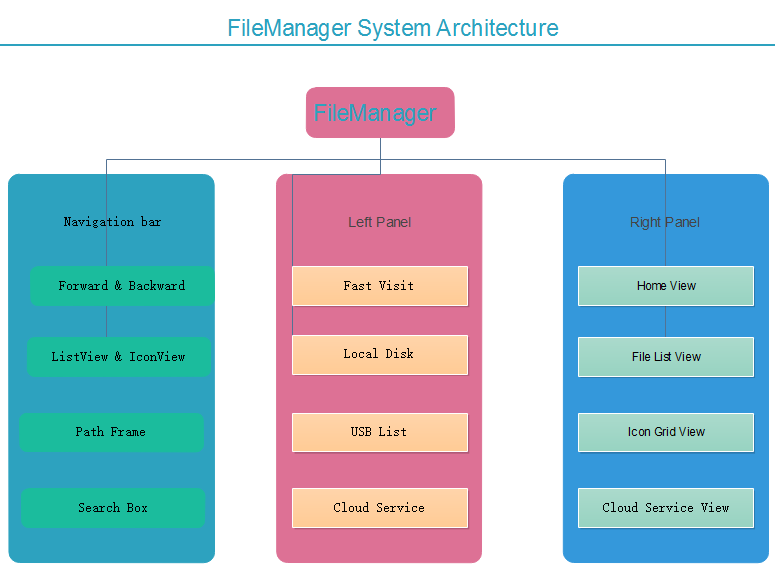 FileManager System Architecture
FileManager
Navigation bar
Forward & Backward
ListView & IconView
Path Frame
Search Box
Left Panel
Fast Visit
Local Disk
USB List
Cloud Service
Right Panel
Home View
File List View
Icon Grid View
Cloud Service View